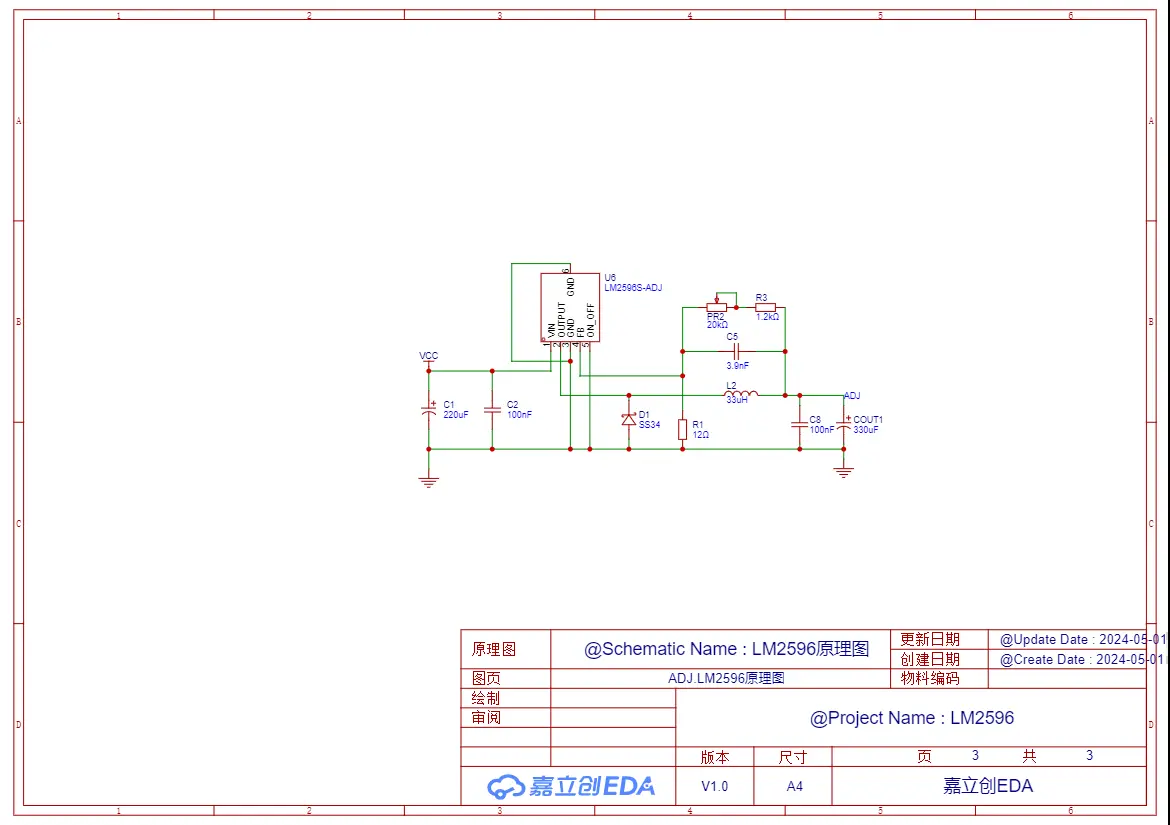 1 2 3 4 5 6
A A
B B
C C
D D
U6
LM2596S-ADJ
GND 6
VIN
OUTPUT
GND
FB
ON_OFF
1 2 3 4 5
PR2
20kΩ
R3
1.2kΩ
C5
3.9nF
VCC
L2
33uH
ADJ
C1
220uF
C2
100nF
D1
SS34
R1
12Ω
C8
100nF
COUT1
330uF
原理图 @Schematic Name : LM2596原理图
更新日期 @Update Date : 2024-05-01
创建日期 @Create Date : 2024-05-01
图页 ADJ.LM2596原理图 物料编码
绘制
审阅
@Project Name : LM2596
版本 尺寸 页 3 共 3
嘉立创EDA V1.0 A4 嘉立创EDA
1 2 3 4 5 6